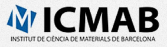 ICMAB
INSTITUT DE CIÈNCIA DE MATERIALS DE BARCELONA